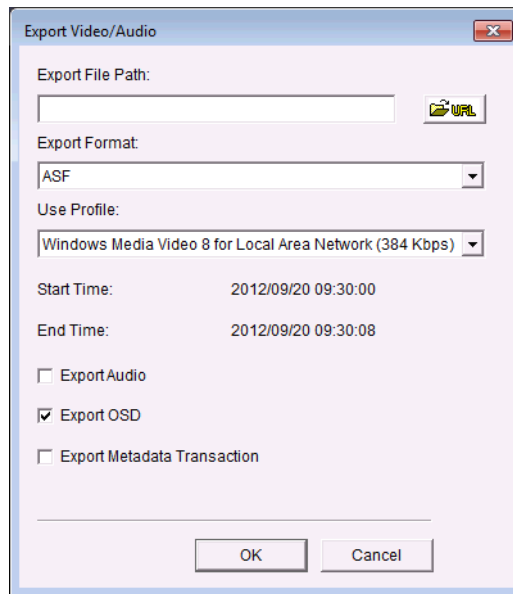 Export Video/Audio
Export File Path:
URL
Export Format:
ASF
Use Profile:
Windows Media Video 8 for Local Area Network (384 Kbps)
Start Time: 2012/09/20 09:30:00
End Time: 2012/09/20 09:30:08
Export Audio
Export OSD
Export Metadata Transaction
OK Cancel